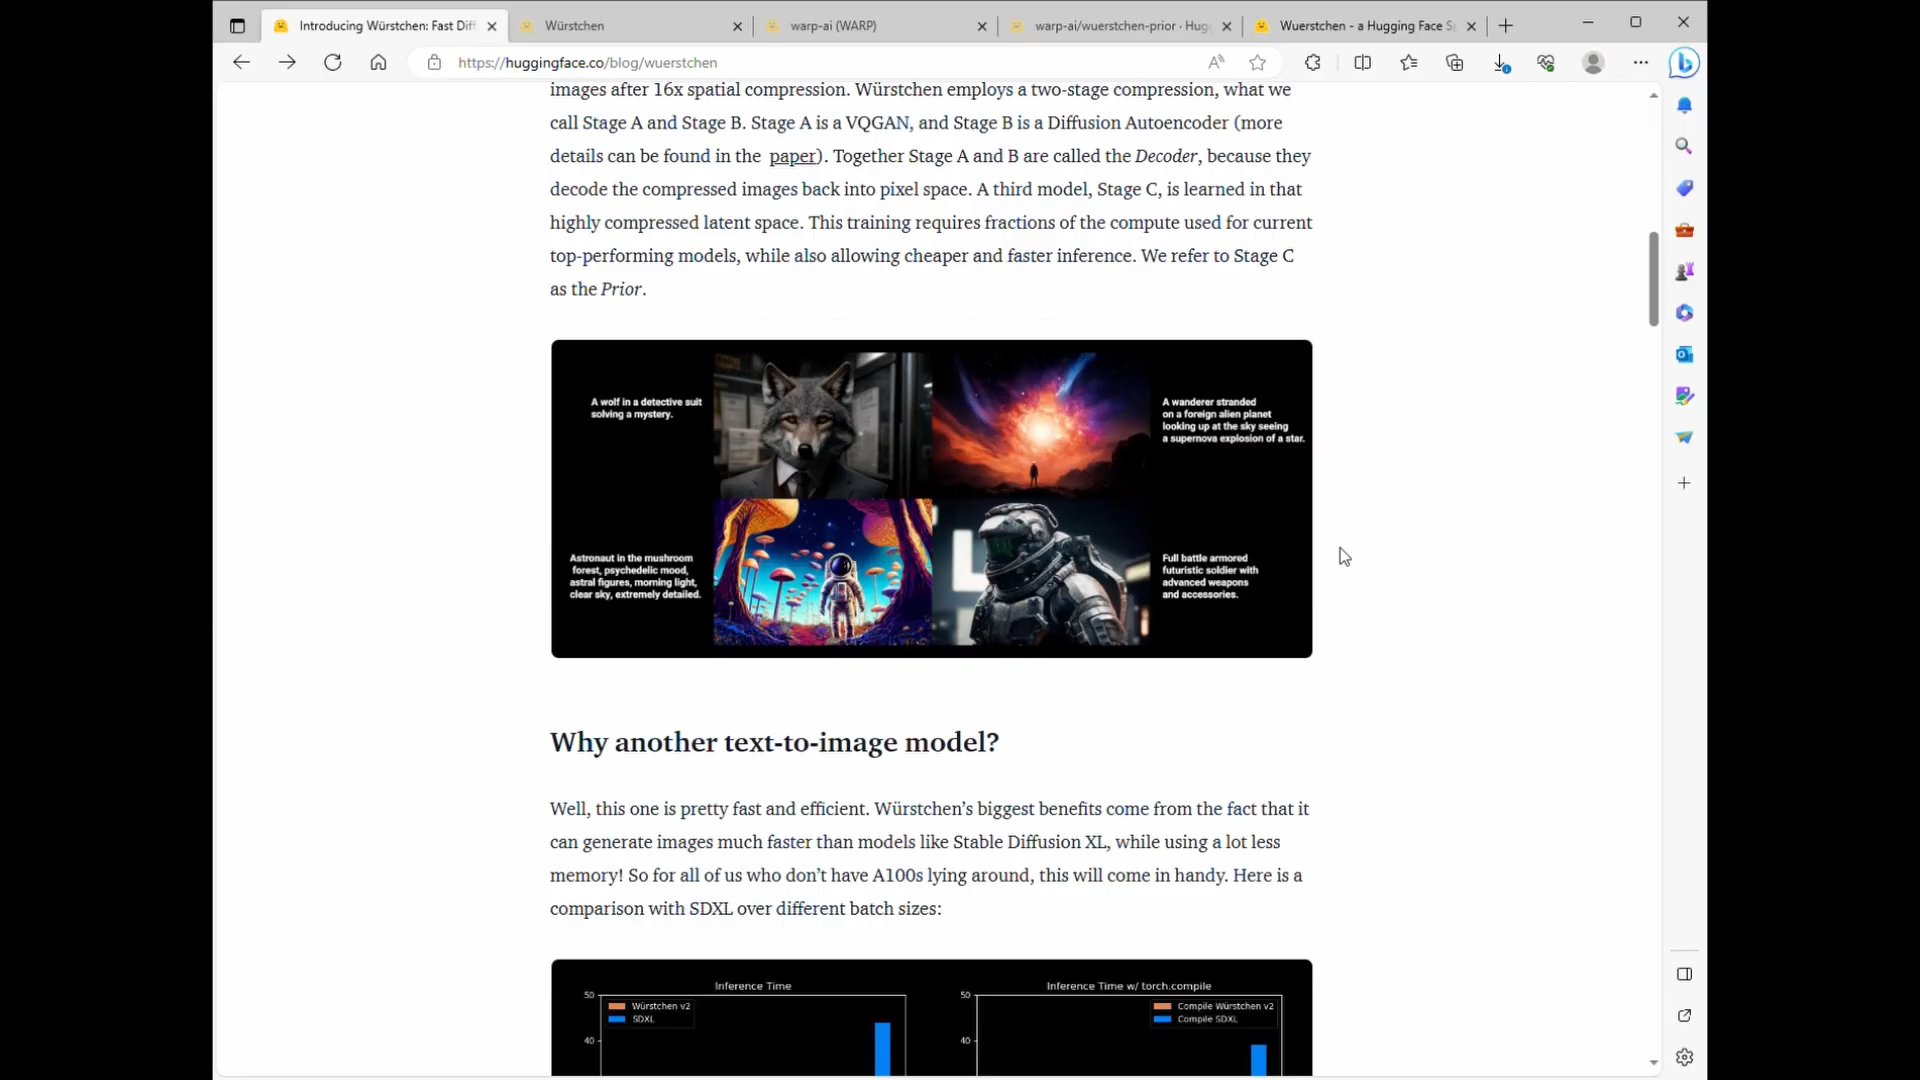 Introducing Würstchen: Fast Diff
Würstchen
warp-ai (WARP)
warp-ai/wuerstchen-prior · Hugg
Wuerstchen - a Hugging Face S
https://huggingface.co/blog/wuerstchen
images after 16x spatial compression. Würstchen employs a two-stage compression, what we
call Stage A and Stage B. Stage A is a VQGAN, and Stage B is a Diffusion Autoencoder (more
details can be found in the paper). Together Stage A and B are called the Decoder, because they
decode the compressed images back into pixel space. A third model, Stage C, is learned in that
highly compressed latent space. This training requires fractions of the compute used for current
top-performing models, while also allowing cheaper and faster inference. We refer to Stage C
as the Prior.
A wolf in a detective suit
solving a mystery.
A wanderer stranded
on a foreign alien planet
looking up at the sky seeing
a supernova explosion of a star.
Astronaut in the mushroom
forest, psychedelic mood,
astral figures, morning light,
clear sky, extremely detailed.
Full battle armored
futuristic soldier with
advanced weapons
and accessories.
Why another text-to-image model?
Well, this one is pretty fast and efficient. Würstchen's biggest benefits come from the fact that it
can generate images much faster than models like Stable Diffusion XL, while using a lot less
memory! So for all of us who don't have A100s lying around, this will come in handy. Here is a
comparison with SDXL over different batch sizes:
Inference Time
50
Würstchen v2
SDXL
40
Inference Time w/ torch.compile
50
Compile Würstchen v2
Compile SDXL
40